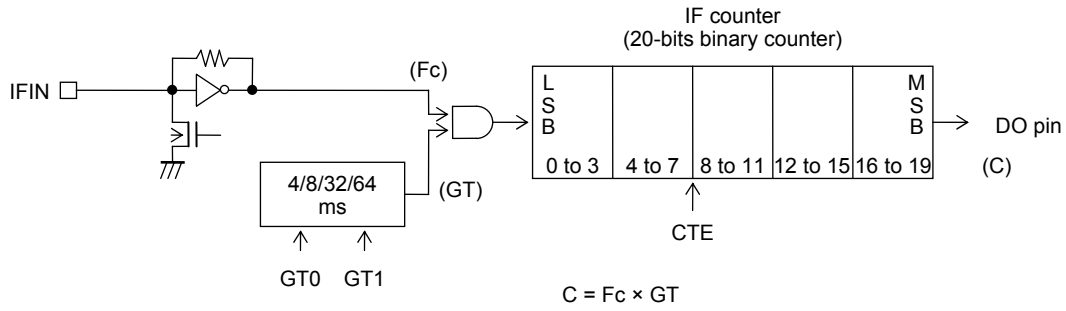 IF counter
(20-bits binary counter)
IFIN
(Fc)
L
S
B
M
S
B
DO pin
(C)
0 to 3
4 to 7
8 to 11
12 to 15
16 to 19
4/8/32/64
ms
(GT)
CTE
GT0
GT1
C = Fc × GT